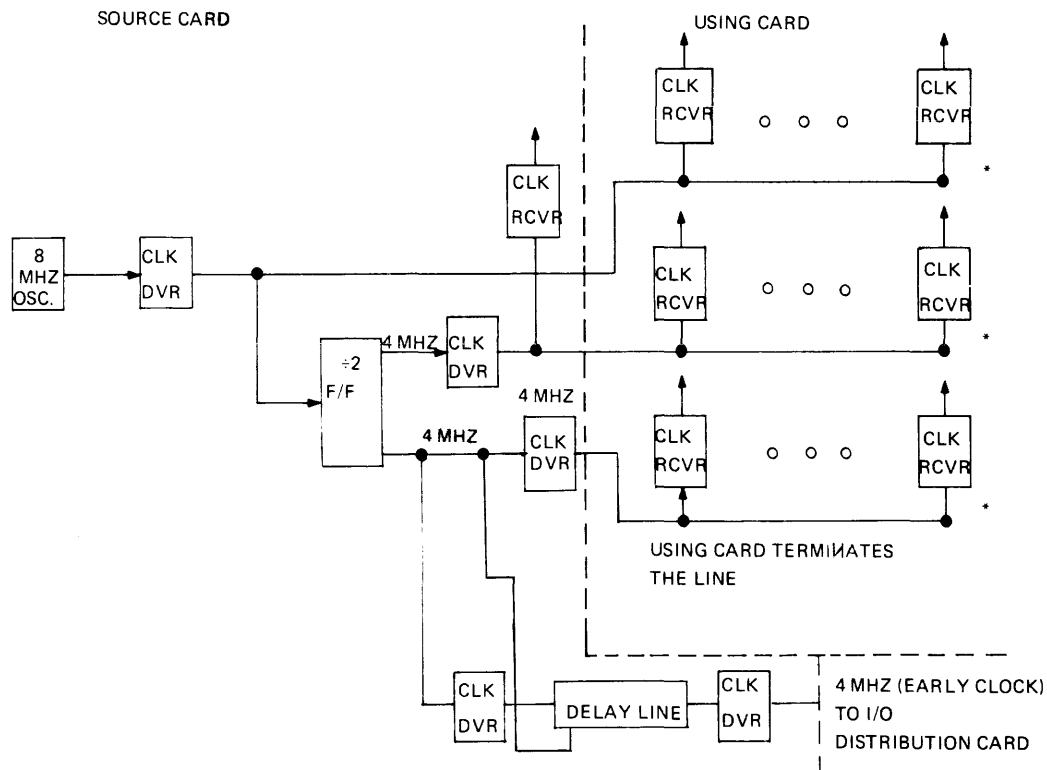 SOURCE CARD
USING CARD
CLK
RCVR
o o o
CLK
RCVR
*
CLK
RCVR
8
MHZ
OSC.
CLK
DVR
CLK
RCVR
o o o
CLK
RCVR
*
÷2
F/F
4 MHZ
CLK
DVR
4 MHZ
4 MHZ
CLK
DVR
CLK
RCVR
o o o
CLK
RCVR
*
USING CARD TERMINATES
THE LINE
CLK
DVR
DELAY LINE
CLK
DVR
4 MHZ (EARLY CLOCK)
TO I/O
DISTRIBUTION CARD